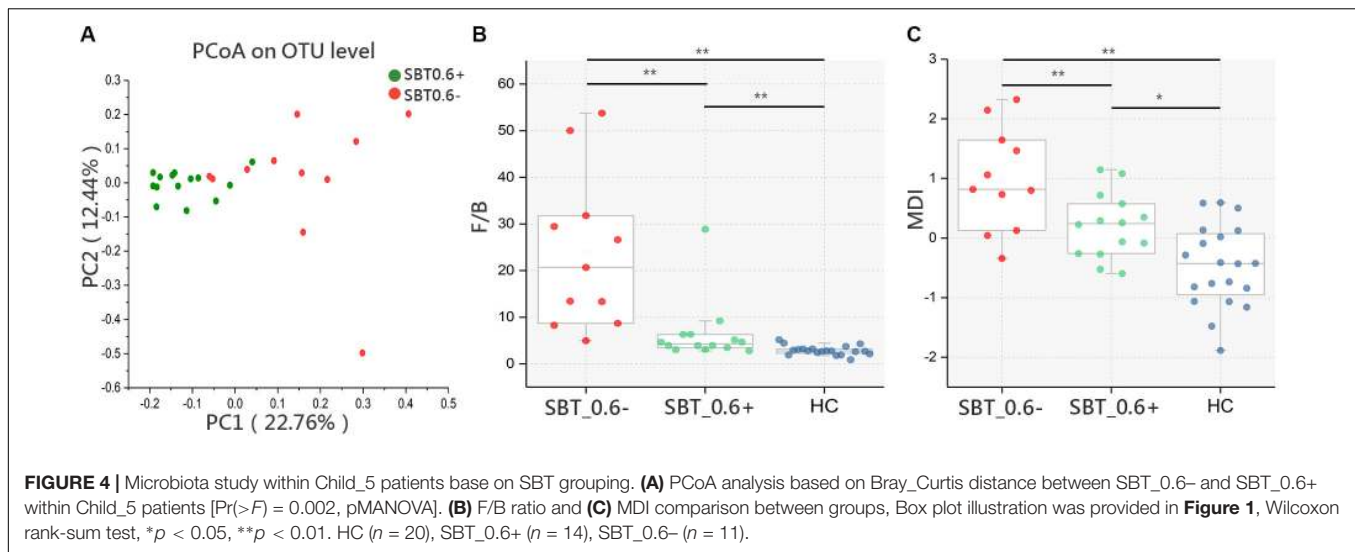 A
PCoA on OTU level
SBT0.6+
SBT0.6-
0.3
0.2
0.1
0.0
-0.1
-0.2
-0.3
-0.4
-0.5
-0.6
PC2 ( 12.44% )
-0.2 -0.1 0.0 0.1 0.2 0.3 0.4 0.5
PC1 ( 22.76% )
B
**
**
**
60
50
40
30
20
10
0
F/B
SBT_0.6- SBT_0.6+ HC
C
**
**
*
3
2
1
0
-1
-2
MDI
SBT_0.6- SBT_0.6+ HC
FIGURE 4 | Microbiota study within Child_5 patients base on SBT grouping. (A) PCoA analysis based on Bray_Curtis distance between SBT_0.6– and SBT_0.6+
within Child_5 patients [Pr(>F) = 0.002, pMANOVA]. (B) F/B ratio and (C) MDI comparison between groups, Box plot illustration was provided in Figure 1, Wilcoxon
rank-sum test, *p < 0.05, **p < 0.01. HC (n = 20), SBT_0.6+ (n = 14), SBT_0.6– (n = 11).